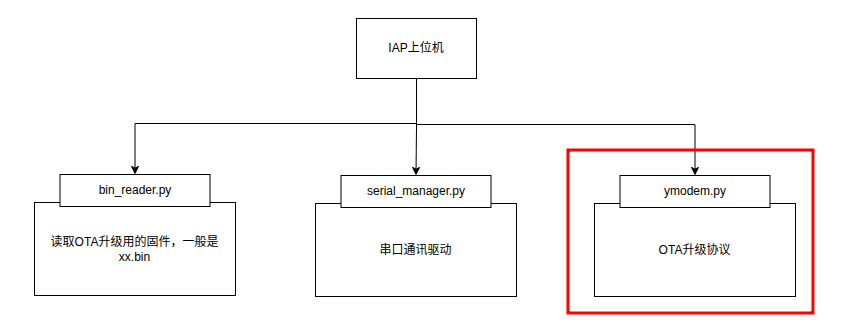 IAP上位机
bin_reader.py
serial_manager.py
ymodem.py
读取OTA升级用的固件，一般是
xx.bin
串口通讯驱动
OTA升级协议